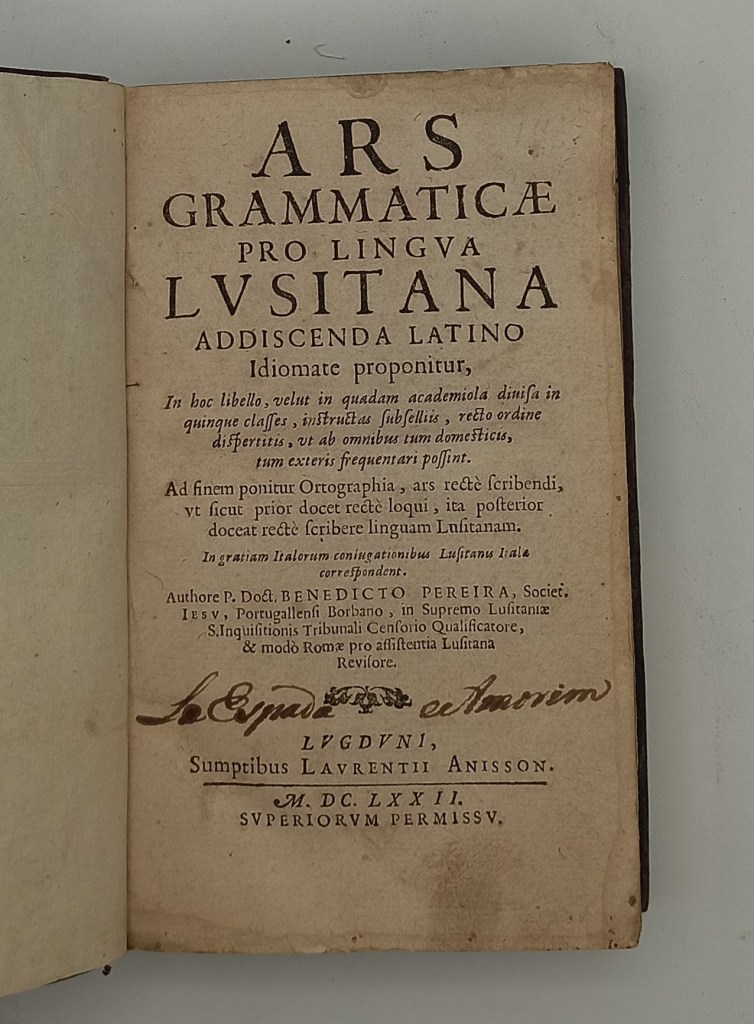 ARS
GRAMMATICÆ
PRO LINGVA
LVSITANA
ADDISCENDA LATINO
Idiomate proponitur,
In hoc libello, velut in quadam academiola diuiſa in
quinque claſſes, inſtructas ſubſelliis, recto ordine
diſpertitis, vt ab omnibus tum domeſticis,
tum exteris frequentari poſſint.
Ad finem ponitur Ortographia, ars rectè ſcribendi,
vt ſicut prior docet rectè loqui, ita poſterior
doceat rectè ſcribere linguam Luſitanam.
In gratiam Italorum coniugationibus Luſitanis Italæ
correſpondent.
Authore P. Doct. BENEDICTO PEREIRA, Societ.
IESV, Portugallenſi Borbano, in Supremo Luſitaniæ
S. Inquiſitionis Tribunali Cenſorio Qualificatore,
& modò Romæ pro aſſiſtentia Luſitana
Reviſore.
Espada Amorim
LVGDVNI,
Sumptibus LAVRENTII ANISSON.
M. DC. LXXII.
SVPERIORVM PERMISSV.